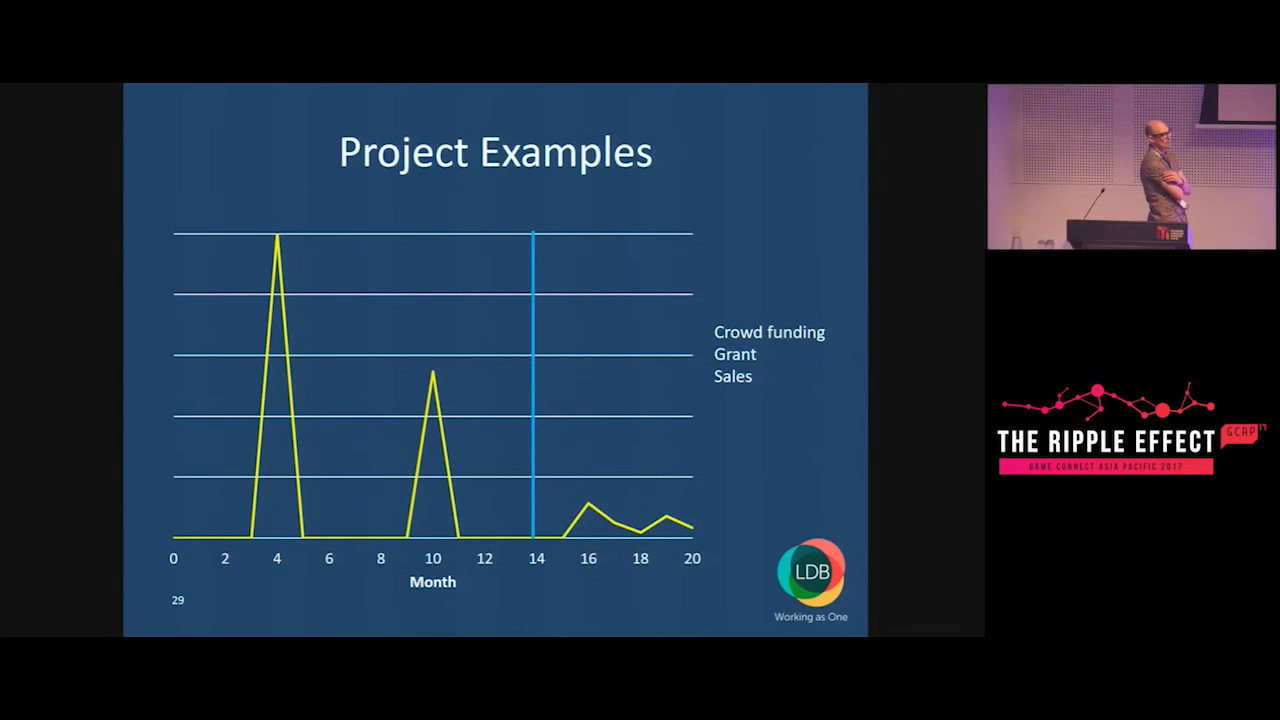 Project Examples
Crowd funding
Grant
Sales
0 2 4 6 8 10 12 14 16 18 20
Month
29
LDB
Working as One
THE RIPPLE EFFECT
GCAP 17
GAME CONNECT ASIA PACIFIC 2017